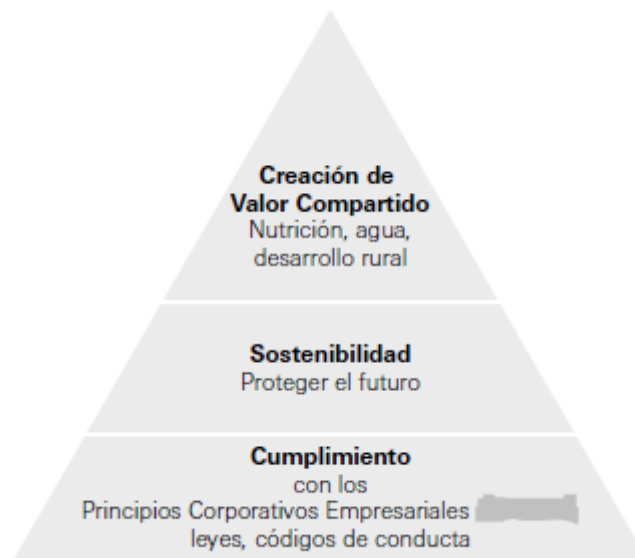 Creación de
Valor Compartido
Nutrición, agua,
desarrollo rural
Sostenibilidad
Proteger el futuro
Cumplimiento
con los
Principios Corporativos Empresariales
leyes, códigos de conducta